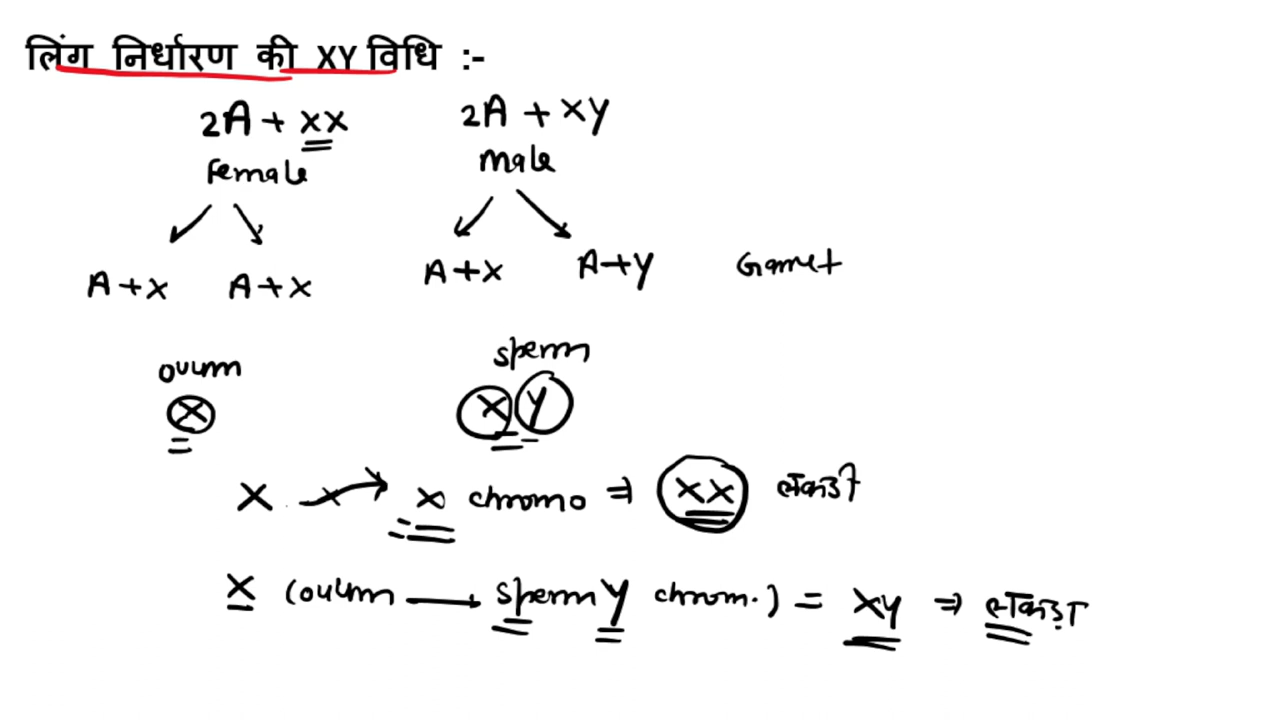 लिंग निर्धारण की XY विधि :-
2A + XX 2A + XY
Female male
A+X A+X A+X A+Y Gamet
ovum sperm
X X Y
X X X chromo ⇒ XX लड़की
X (ovum → sperm Y chrom.) = XY ⇒ लड़का